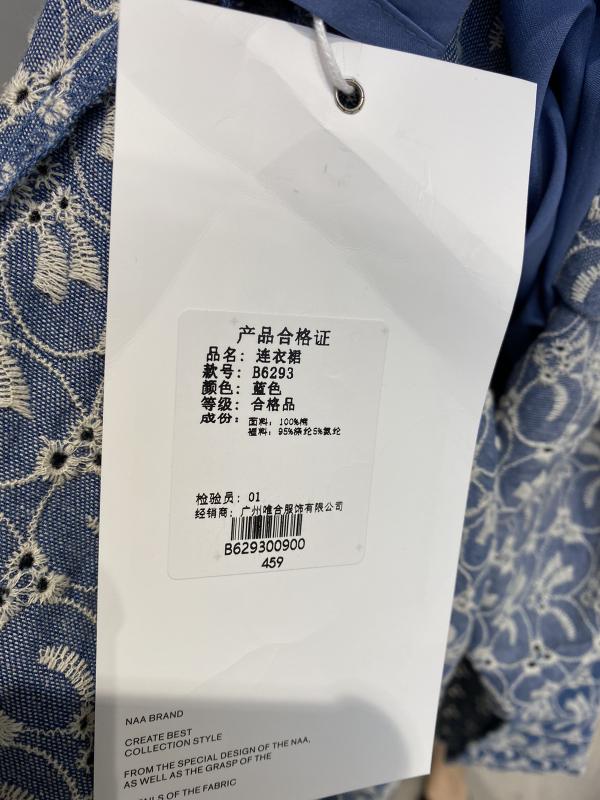 产品合格证
品名: 连衣裙
款号: B6293
颜色: 蓝色
等级: 合格品
成份: 面料: 100%棉
里料: 95%涤纶5%氨纶
检验员: 01
经销商: 广州唯合服饰有限公司
B629300900
459
NAA BRAND
CREATE BEST
COLLECTION STYLE
FROM THE SPECIAL DESIGN OF THE NAA,
AS WELL AS THE GRASP OF THE
OF THE FABRIC